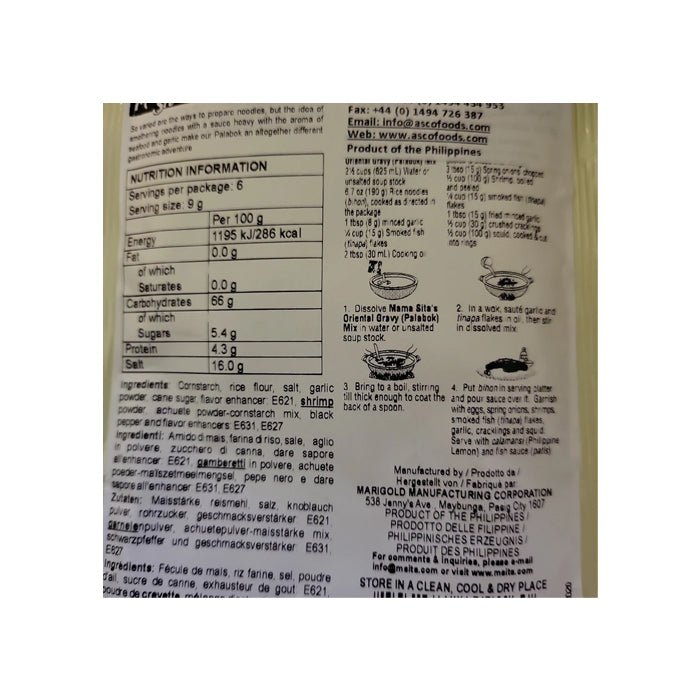 So varied are the ways to prepare noodles, but the idea of
smothering noodles with a sauce heavy with the aroma of
seafood and garlic make our Palabok an altogether different
gastronomic adventure
NUTRITION INFORMATION
Servings per package: 6
Serving size: 9 g
Per 100 g
Energy 1195 kJ/286 kcal
Fat 0.0 g
of which
Saturates 0.0 g
Carbohydrates 66 g
of which
Sugars 5.4 g
Protein 4.3 g
Salt 16.0 g
Ingredients: Cornstarch, rice flour, salt, garlic
powder, cane sugar, flavor enhancer: E621, shrimp
powder, achuete powder-cornstarch mix, black
pepper and flavor enhancers: E631, E627
Ingredienti: Amido di mais, farina di riso, sale, aglio
in polvere, zucchero di canna, dare sapore
all'enhancer: E621, gamberetti in polvere, achuete
poeder-maïszetmeelmengsel, pepe nero e dare
sapore all'enhancer: E631, E627
Zutaten: Maisstärke, reismehl, salz, knoblauch
pulver, rohrzucker, geschmacksverstärker: E621,
garnelenpulver, achuetepulver-maisstärke mix,
schwarzpfeffer und geschmacksverstärker: E631,
E627
Ingrédients: Fécule de maïs, riz farine, sel, poudre
d'ail, sucre de canne, exhausteur de gout: E621,
poudre de crevette,
Fax: +44 (0) 1494 726 387
Email: info@ascofoods.com
Web: www.ascofoods.com
Product of the Philippines
Oriental Gravy (Palabok) Mix
2½ cups (625 mL) Water or
unsalted soup stock
6.7 oz (190 g) Rice noodles
(bihon), cooked as directed in
the package
1 tbsp (8 g) minced garlic
¼ cup (15 g) Smoked fish
(tinapa) flakes
2 tbsp (30 mL) Cooking oil
3 tbsp (15 g) Spring onions, chopped
½ cup (100 g) Shrimp, boiled
and peeled
¼ cup (15 g) smoked fish (tinapa)
flakes
1 tbsp (15 g) fried minced garlic
½ cup (30 g) crushed cracklings
½ cup (100 g) squid, cooked & cut
into rings
1. Dissolve Mama Sita's
Oriental Gravy (Palabok)
Mix in water or unsalted
soup stock.
2. In a wok, sauté garlic and
tinapa flakes in oil, then stir
in dissolved mix.
3. Bring to a boil, stirring
till thick enough to coat the
back of a spoon.
4. Put bihon in serving platter
and pour sauce over it. Garnish
with eggs, spring onions, shrimps,
smoked fish (tinapa) flakes,
garlic, cracklings and squid.
Serve with calamansi (Philippine
Lemon) and fish sauce (patis)
Manufactured by / Prodotto da /
Hergestellt von / Fabriqué par
MARIGOLD MANUFACTURING CORPORATION
538 Jenny's Ave., Maybunga, Pasig City 1607
PRODUCT OF THE PHILIPPINES /
PRODOTTO DELLE FILIPPINE /
PHILIPPINISCHES ERZEUGNIS /
PRODUIT DES PHILIPPINES
For comments & inquiries, please e-mail
info@msita.com or visit www.msita.com
STORE IN A CLEAN, COOL & DRY PLACE